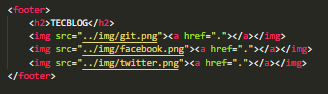 <footer>
<h2>TECBLOG</h2>
<img src="../img/git.png"><a href="."></a></img>
<img src="../img/facebook.png"><a href="."></a></img>
<img src="../img/twitter.png"><a href="."></a></img>
</footer>